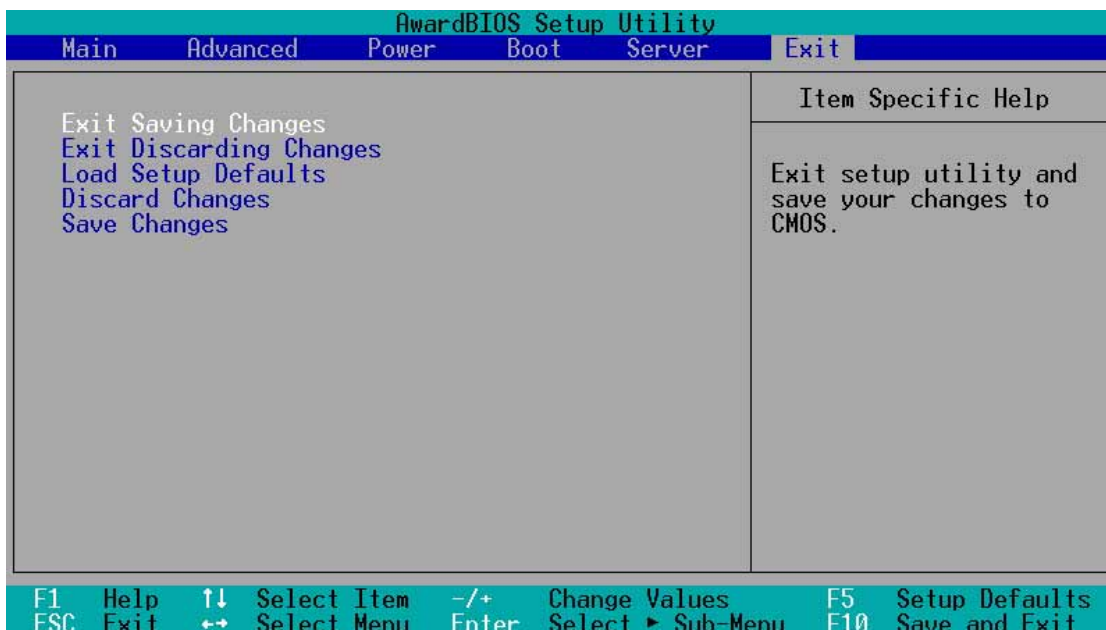 AwardBIOS Setup Utility
Main Advanced Power Boot Server Exit
Item Specific Help
Exit Saving Changes
Exit Discarding Changes
Load Setup Defaults
Discard Changes
Save Changes
Exit setup utility and
save your changes to
CMOS.
F1 Help ↑↓ Select Item -/+ Change Values F5 Setup Defaults
ESC Exit ←→ Select Menu Enter Select ► Sub-Menu F10 Save and Exit